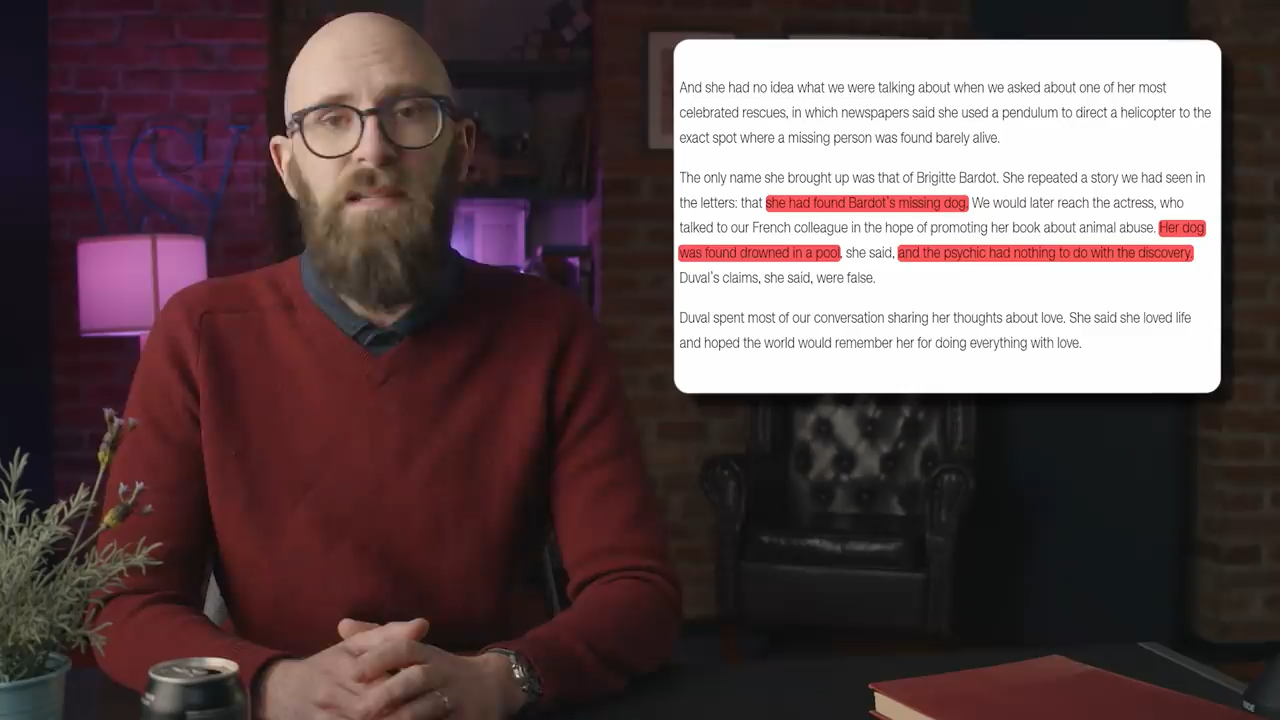 And she had no idea what we were talking about when we asked about one of her most
celebrated rescues, in which newspapers said she used a pendulum to direct a helicopter to the
exact spot where a missing person was found barely alive.
The only name she brought up was that of Brigitte Bardot. She repeated a story we had seen in
the letters: that she had found Bardot's missing dog. We would later reach the actress, who
talked to our French colleague in the hope of promoting her book about animal abuse. Her dog
was found drowned in a pool, she said, and the psychic had nothing to do with the discovery.
Duval's claims, she said, were false.
Duval spent most of our conversation sharing her thoughts about love. She said she loved life
and hoped the world would remember her for doing everything with love.